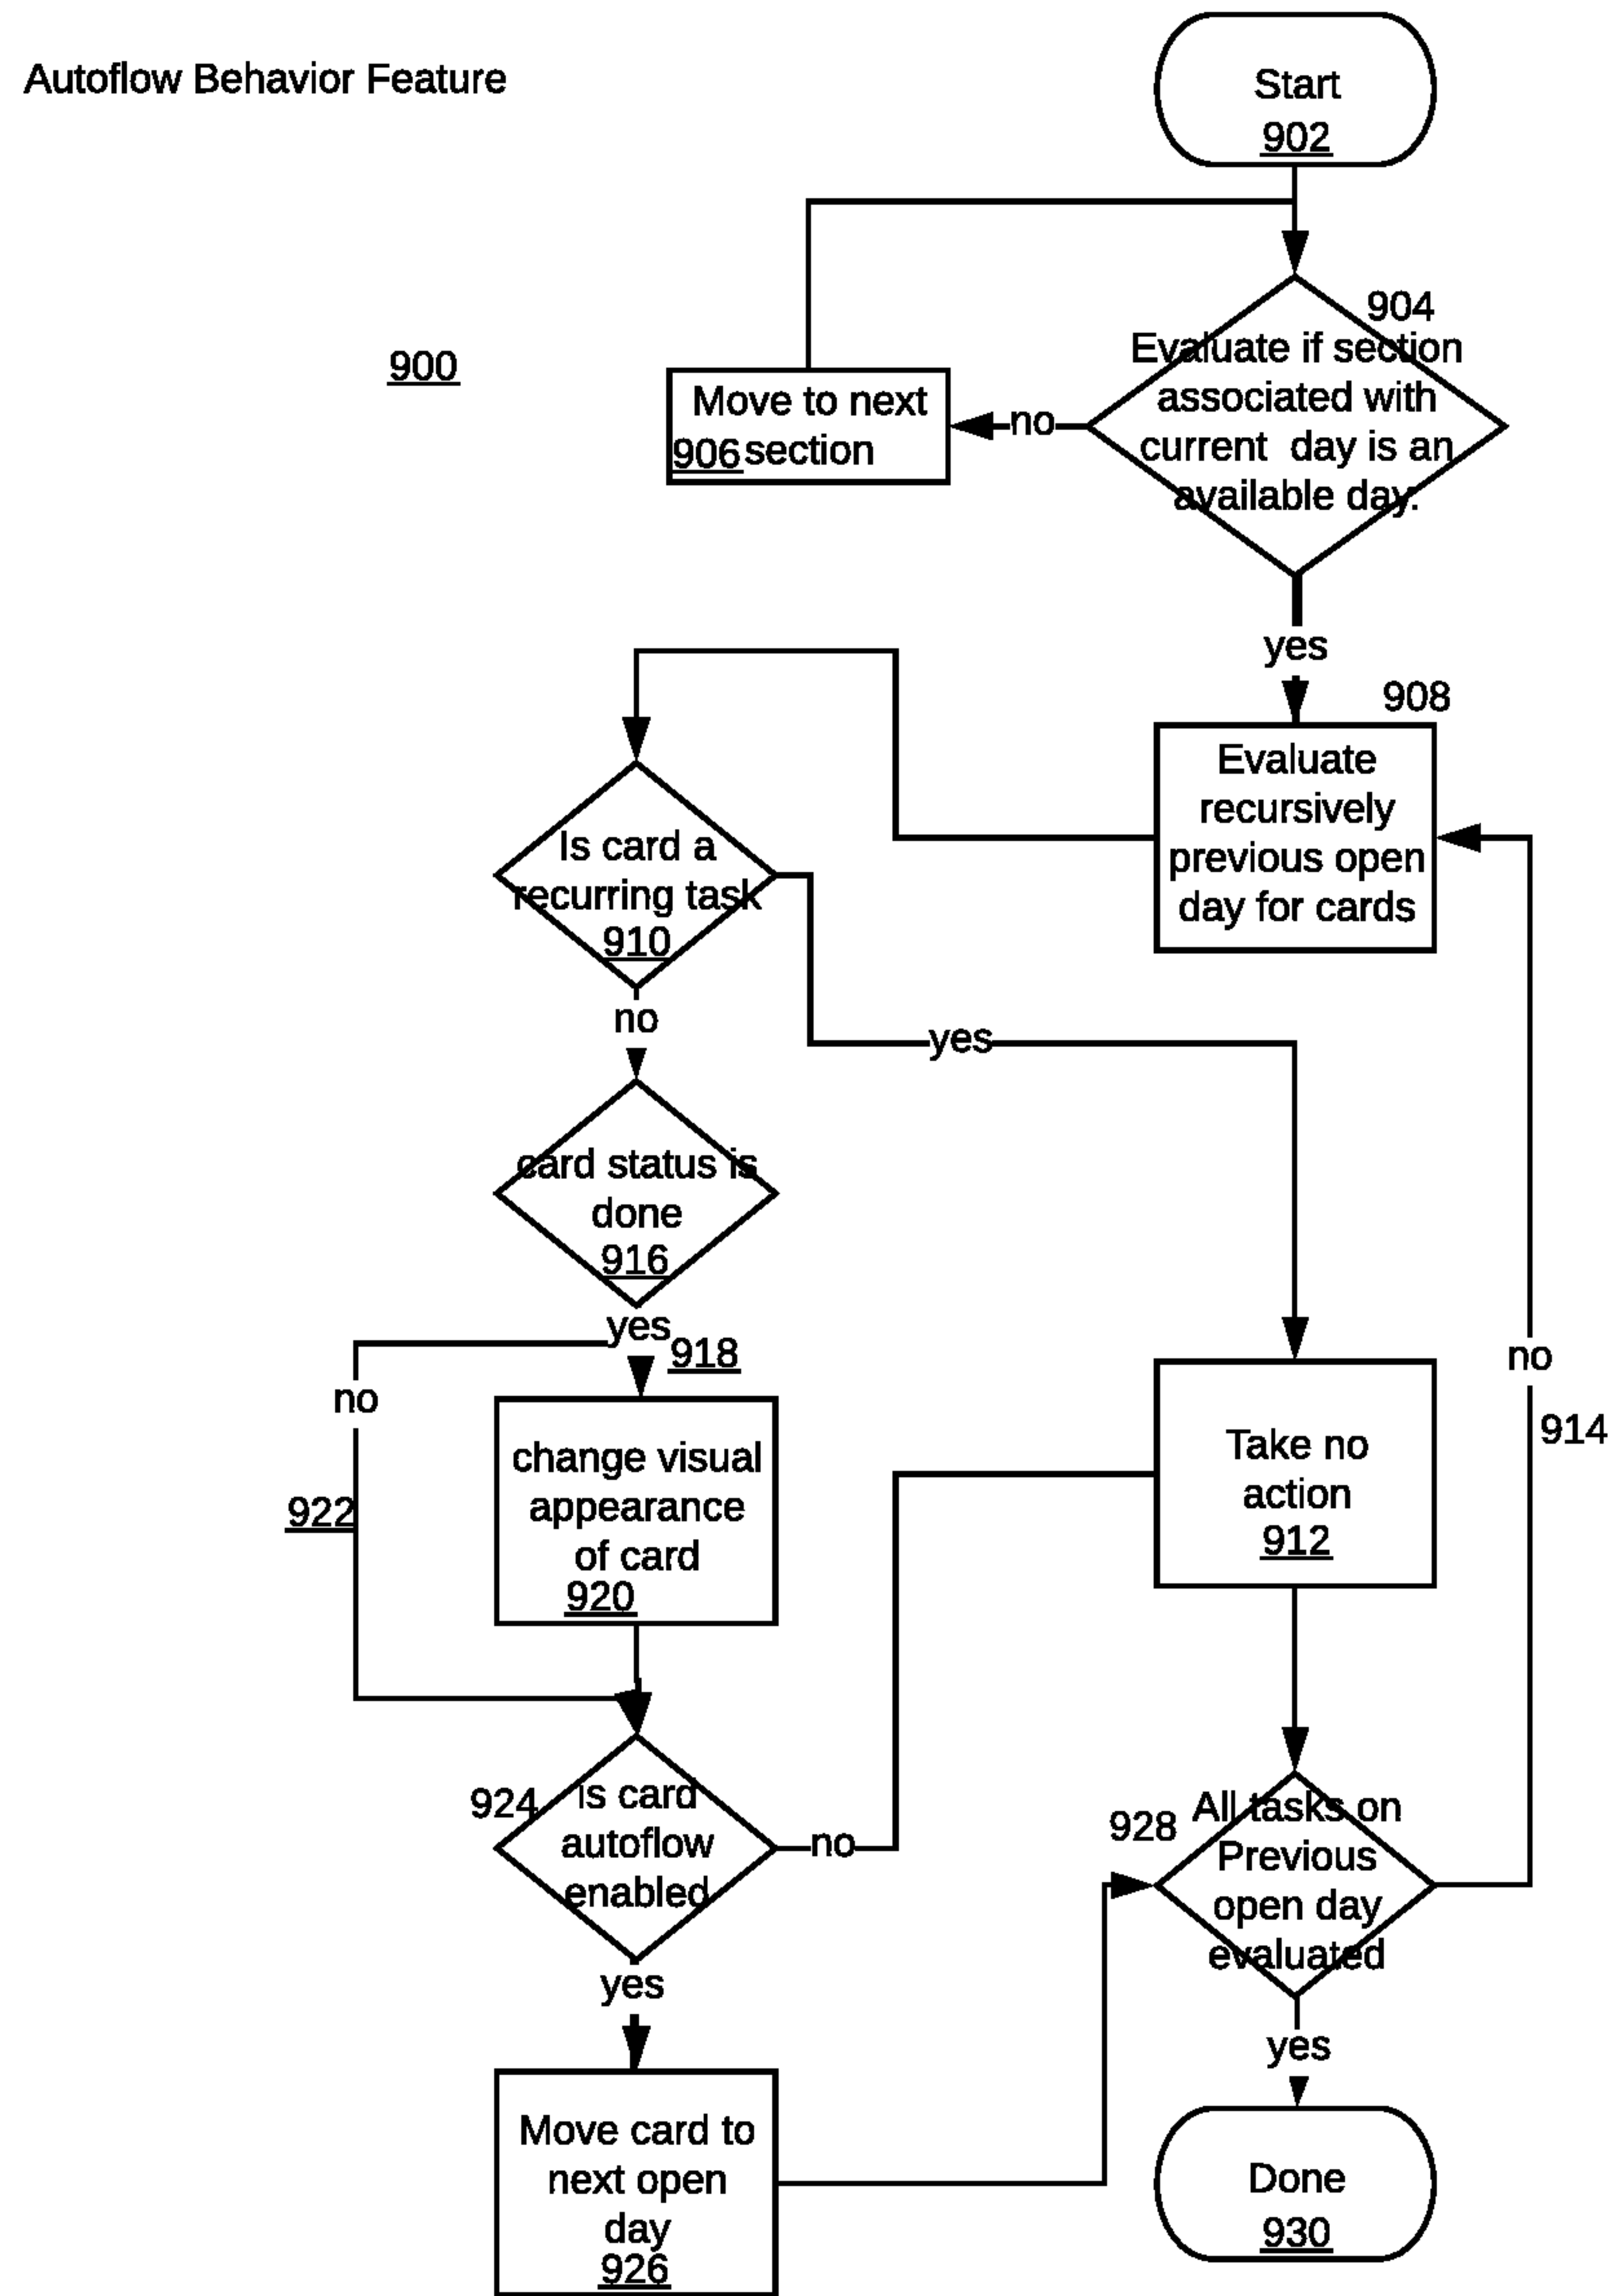 Autoflow Behavior Feature
Start
902
904
Evaluate if section
associated with
current day is an
available day.
900
no
Move to next
906 section
yes
908
Evaluate
recursively
previous open
day for cards
Is card a
recurring task
910
no
yes
card status is
done
916
yes
918
no
922
change visual
appearance
of card
920
Take no
action
912
no
914
924
is card
autoflow
enabled
no
928
All tasks on
Previous
open day
evaluated
yes
yes
Move card to
next open
day
926
Done
930